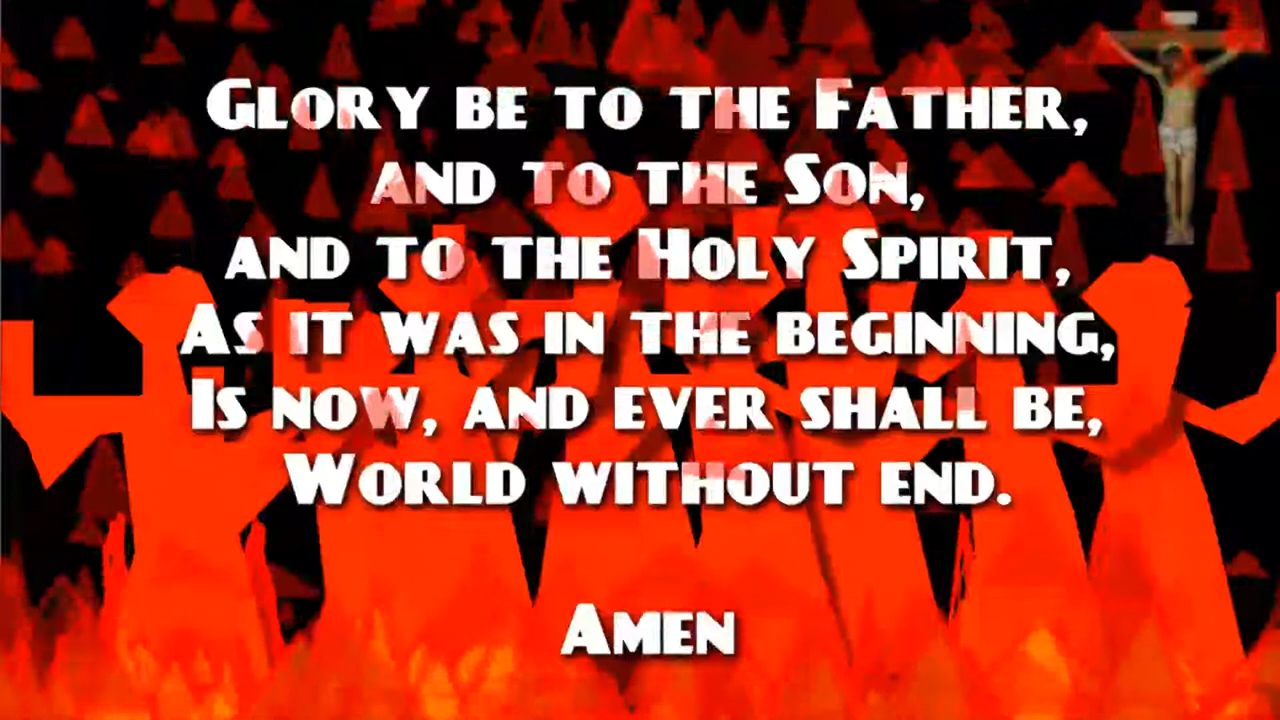 Glory be to the Father,
and to the Son,
and to the Holy Spirit,
As it was in the beginning,
Is now, and ever shall be,
World without end.
Amen